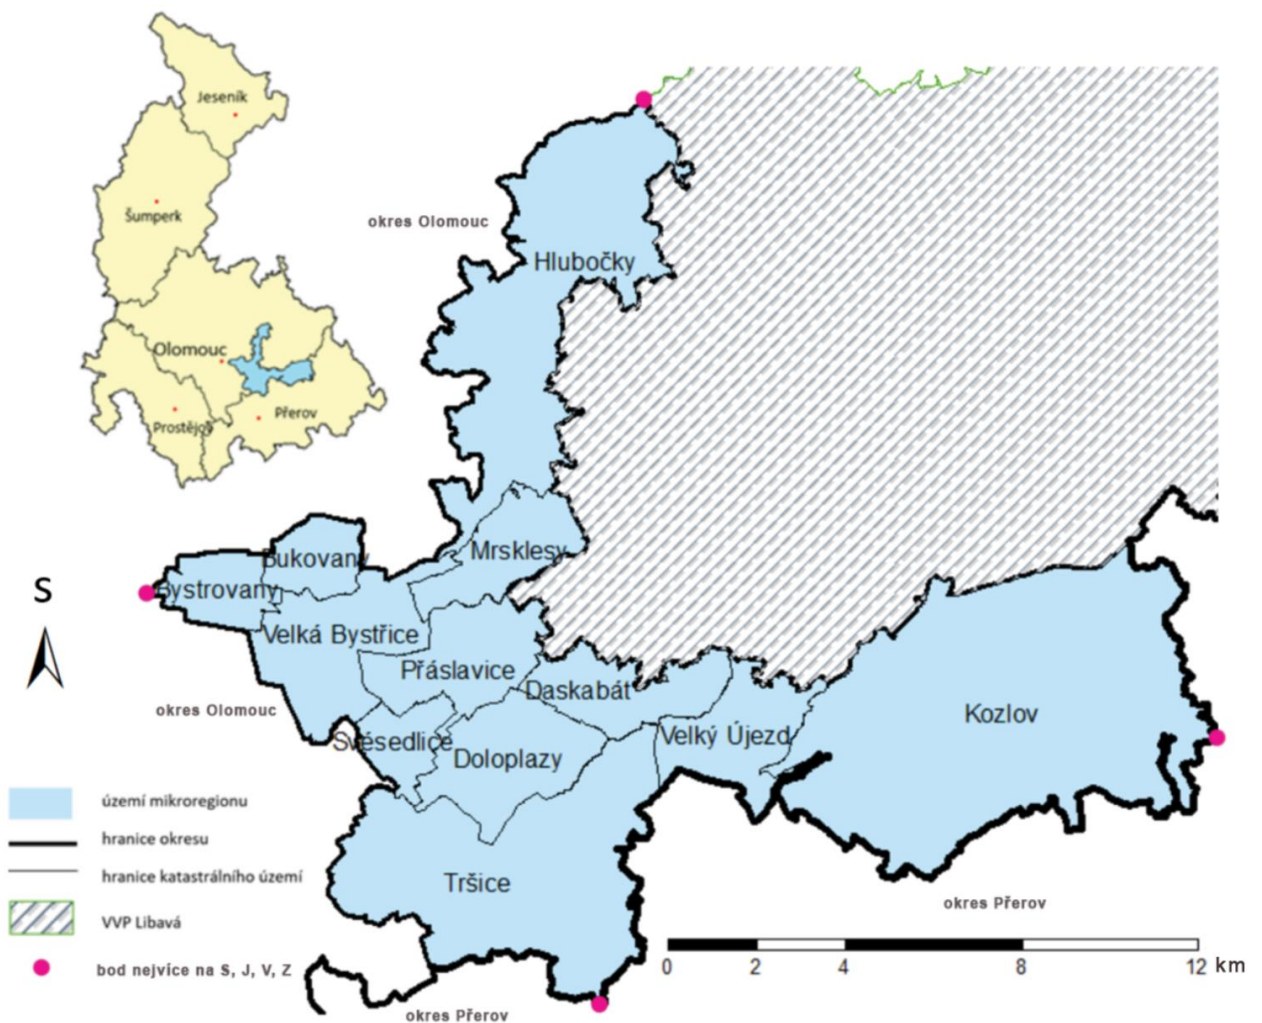 Jeseník
Šumperk
Olomouc
Prostějov
Přerov
okres Olomouc
Hlubočky
Mrsklesy
Bukovany
Bystrovany
Velká Bystřice
Přáslavice
Daskabát
Svésedlice
Doloplazy
Velký Újezd
Kozlov
Tršice
S
okres Olomouc
území mikroregionu
hranice okresu
hranice katastrálního území
VVP Libavá
bod nejvíce na S, J, V, Z
okres Přerov
okres Přerov
0 2 4 8 12 km